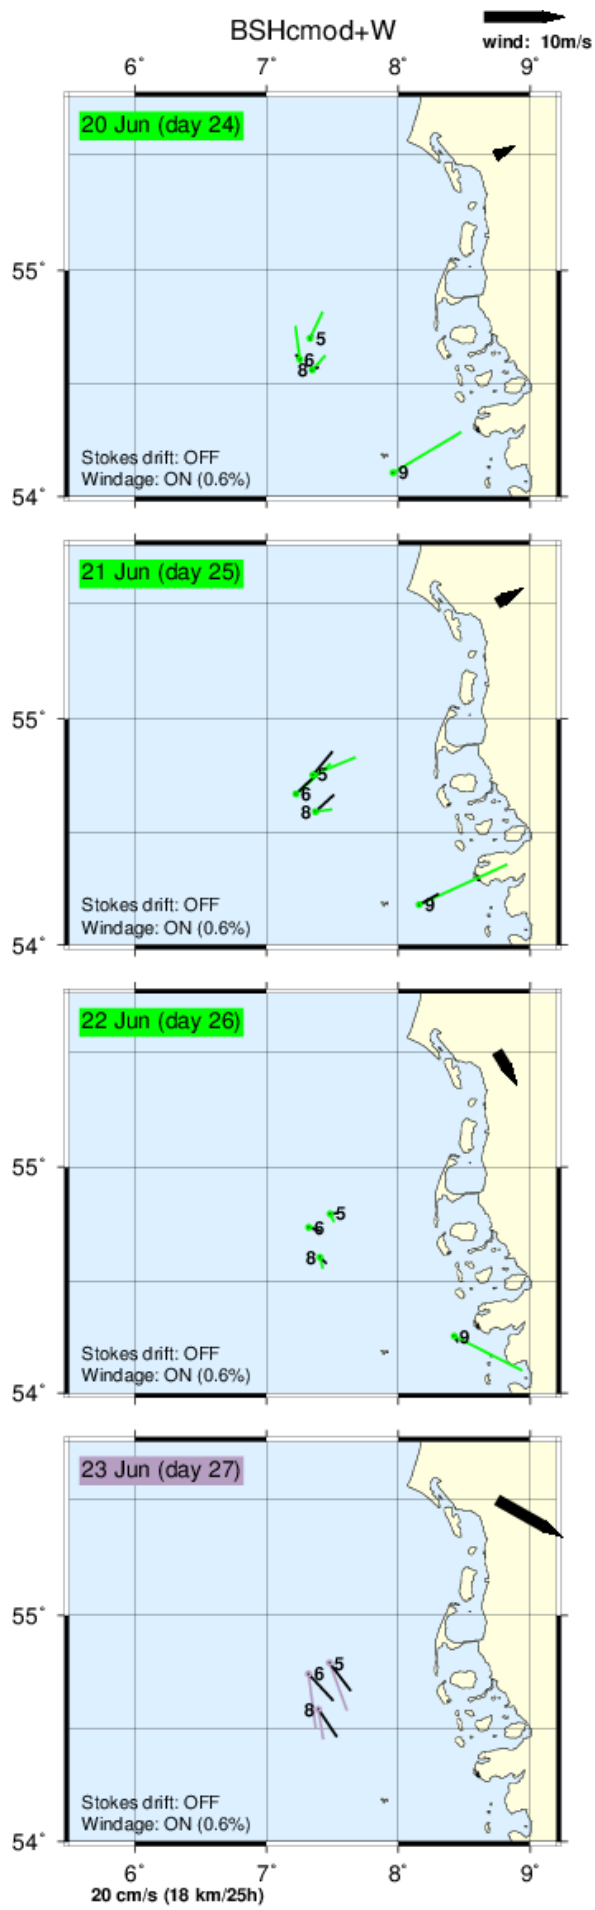 BSHcmod+W
wind: 10m/s
6° 7° 8° 9°
20 Jun (day 24)
55°
5
6
8
9
Stokes drift: OFF
Windage: ON (0.6%)
54°
21 Jun (day 25)
55°
5
6
8
9
Stokes drift: OFF
Windage: ON (0.6%)
54°
22 Jun (day 26)
55°
5
6
8
9
Stokes drift: OFF
Windage: ON (0.6%)
54°
23 Jun (day 27)
55°
5
6
8
Stokes drift: OFF
Windage: ON (0.6%)
54°
6° 7° 8° 9°
20 cm/s (18 km/25h)